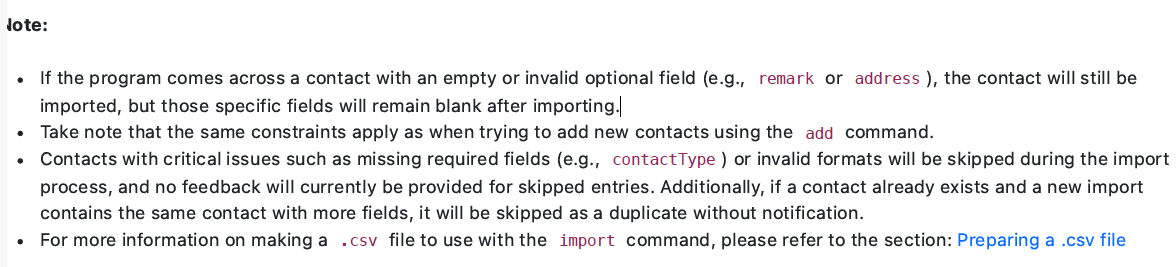 Note:
• If the program comes across a contact with an empty or invalid optional field (e.g., remark or address ), the contact will still be
imported, but those specific fields will remain blank after importing.
• Take note that the same constraints apply as when trying to add new contacts using the add command.
• Contacts with critical issues such as missing required fields (e.g., contactType ) or invalid formats will be skipped during the import
process, and no feedback will currently be provided for skipped entries. Additionally, if a contact already exists and a new import
contains the same contact with more fields, it will be skipped as a duplicate without notification.
• For more information on making a .csv file to use with the import command, please refer to the section: Preparing a .csv file